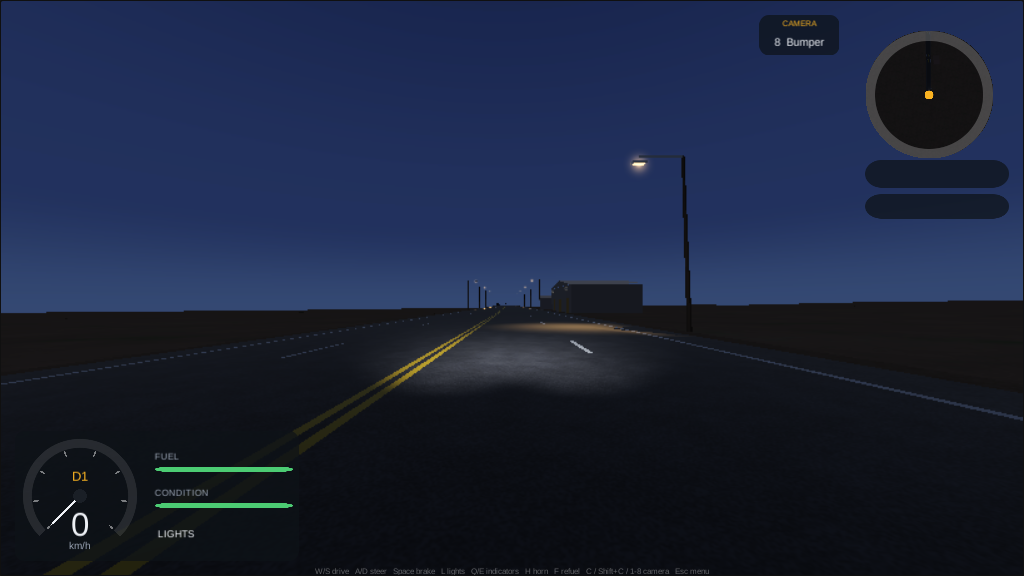 CAMERA
8 Bumper
FUEL
D1
CONDITION
0
LIGHTS
km/h
W/S drive A/D steer Space brake L lights Q/E indicators H horn F refuel C / Shift+C / 1-8 camera Esc menu